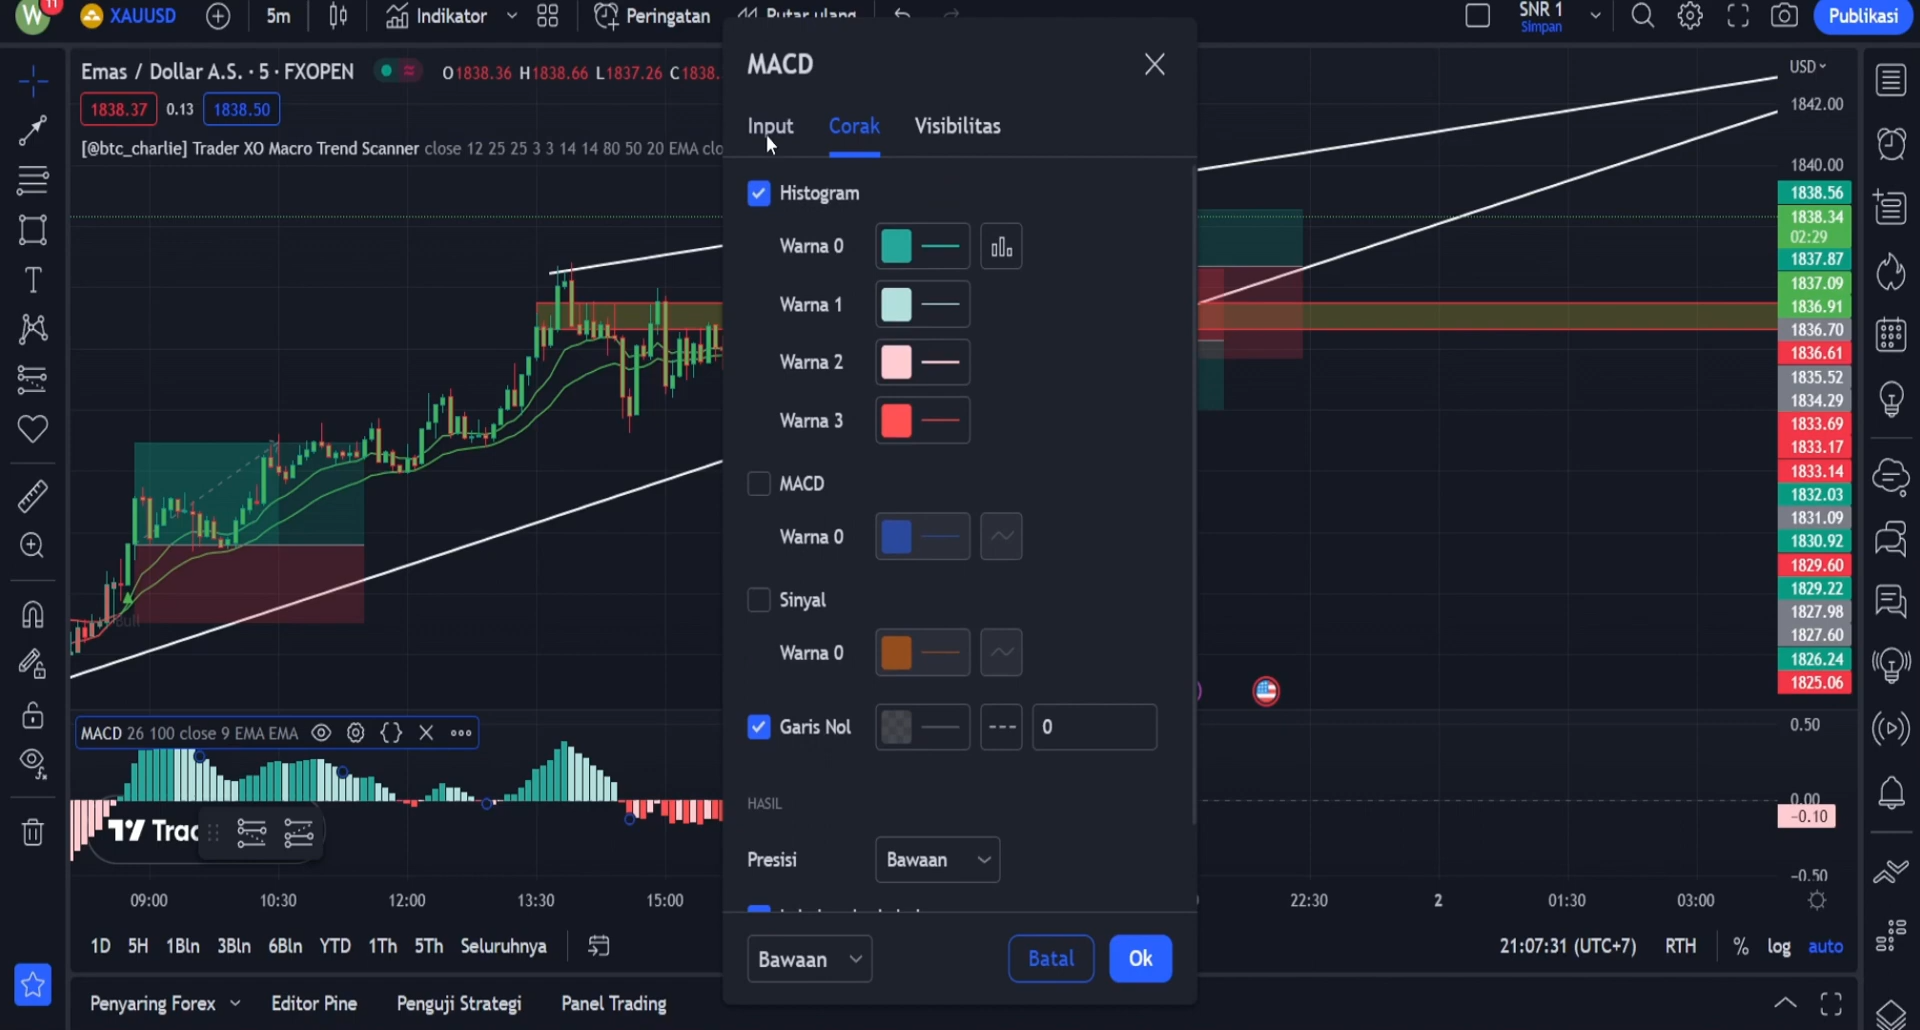 W
11
XAUUSD
5m
Indikator
Peringatan
SNR 1
Simpan
Publikasi
Emas / Dollar A.S. · 5 · FXOPEN
O1838.36 H1838.66 L1837.26 C1838.
1838.37 0.13 1838.50
[@btc_charlie] Trader XO Macro Trend Scanner close 12 25 25 3 3 14 14 80 50 20 EMA clo
MACD
Input Corak Visibilitas
Histogram
Warna 0
Warna 1
Warna 2
Warna 3
MACD
Warna 0
Sinyal
Warna 0
Garis Nol 0
HASIL
Presisi Bawaan
Bawaan Batal Ok
USD
1842.00
1840.00
1838.56
1838.34
02:29
1837.87
1837.09
1836.91
1836.70
1836.61
1835.52
1834.29
1833.69
1833.17
1833.14
1832.03
1831.09
1830.92
1829.60
1829.22
1827.98
1827.60
1826.24
1825.06
0.50
0.00
-0.10
-0.50
Bull
MACD 26 100 close 9 EMA EMA
09:00 10:30 12:00 13:30 15:00 22:30 2 01:30 03:00
1D 5H 1Bln 3Bln 6Bln YTD 1Th 5Th Seluruhnya
21:07:31 (UTC+7) RTH % log auto
Penyaring Forex Editor Pine Penguji Strategi Panel Trading